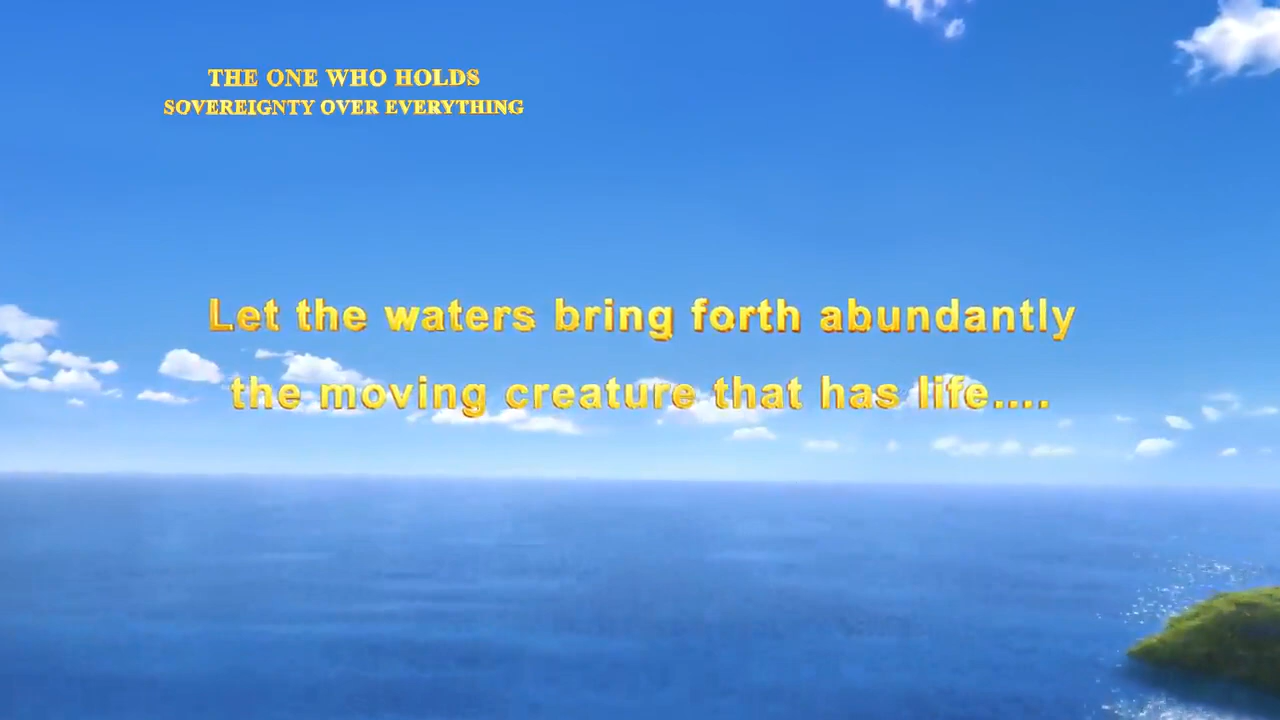 THE ONE WHO HOLDS
SOVEREIGNTY OVER EVERYTHING
Let the waters bring forth abundantly
the moving creature that has life....